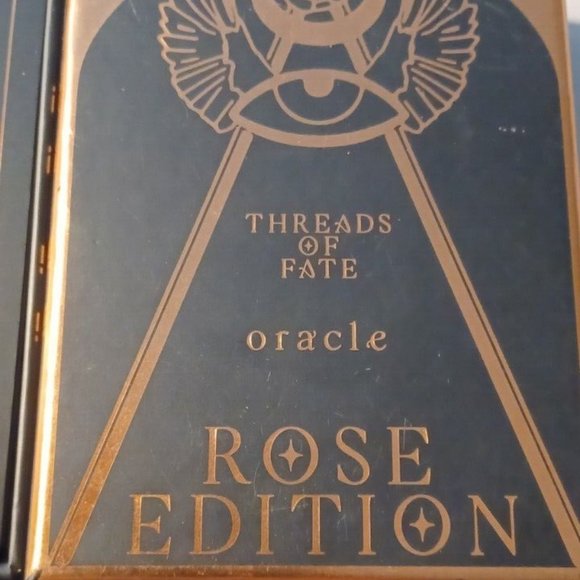 THREADS
OF
FATE
oracle
ROSE
EDITION